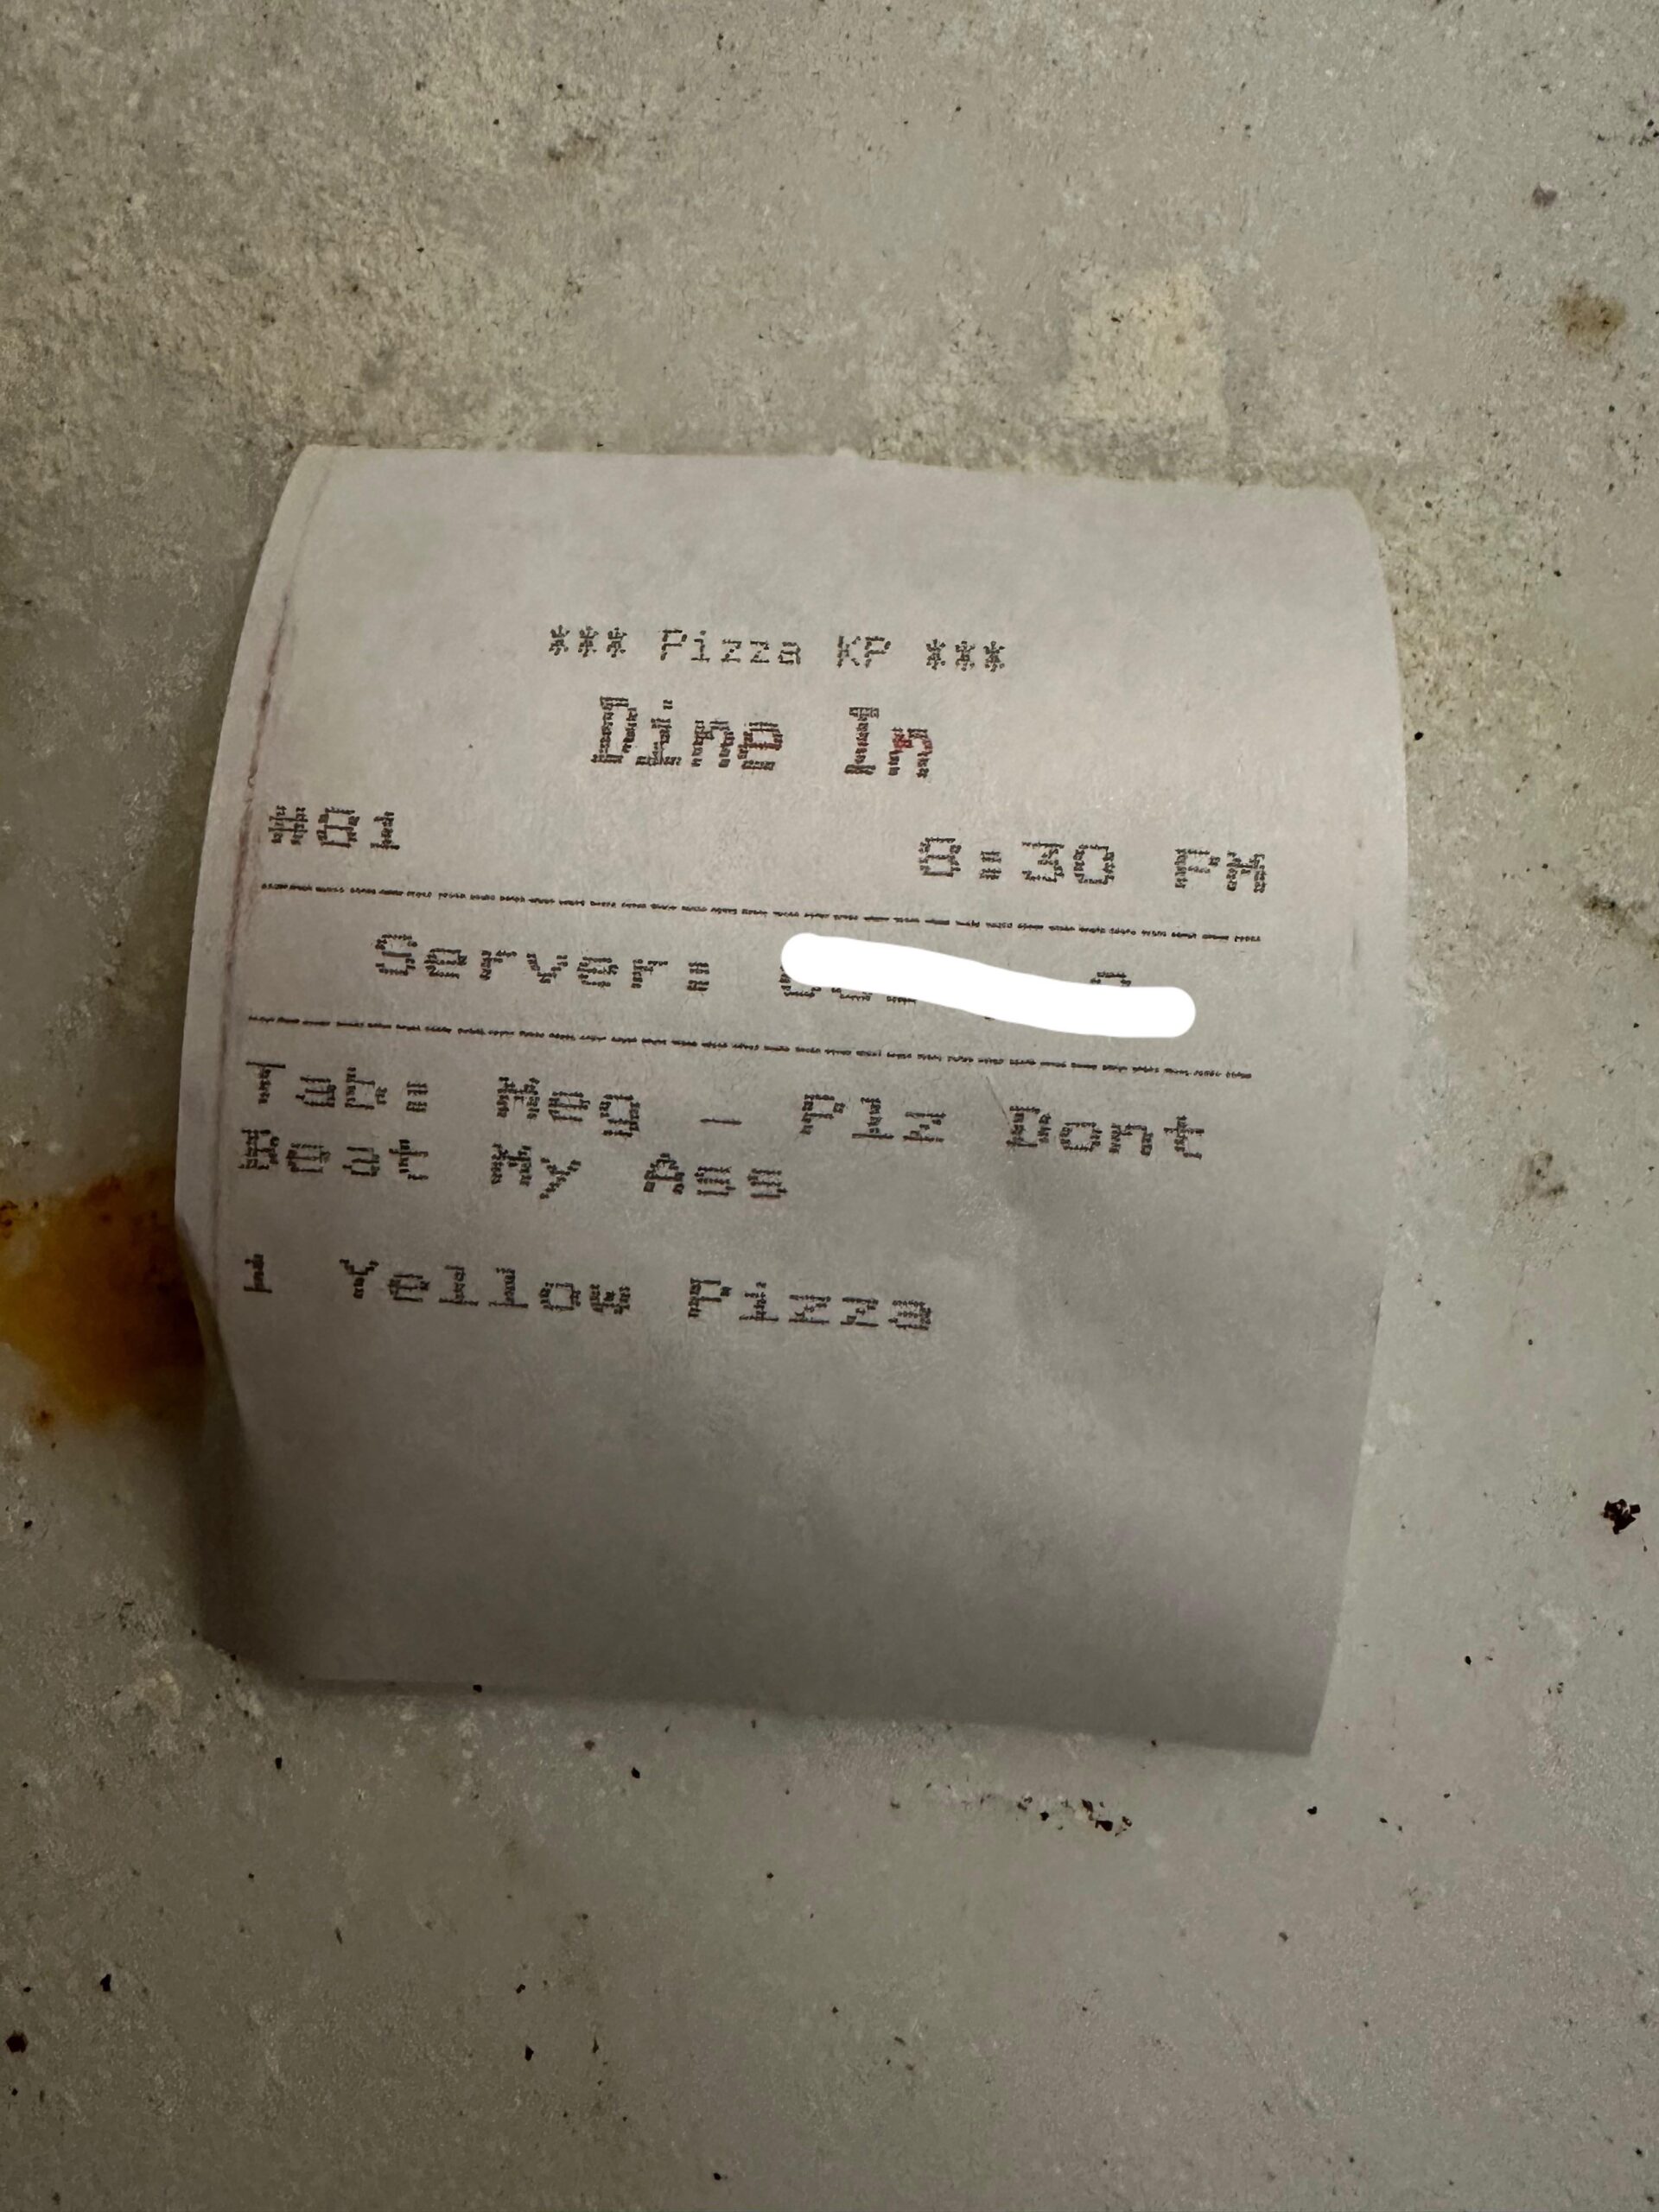 *** Pizza KP ***
Dine In
#81 8:30 PM
Server:
Tab: Meg - Plz Dont
Beat My Ass
1 Yellow Pizza